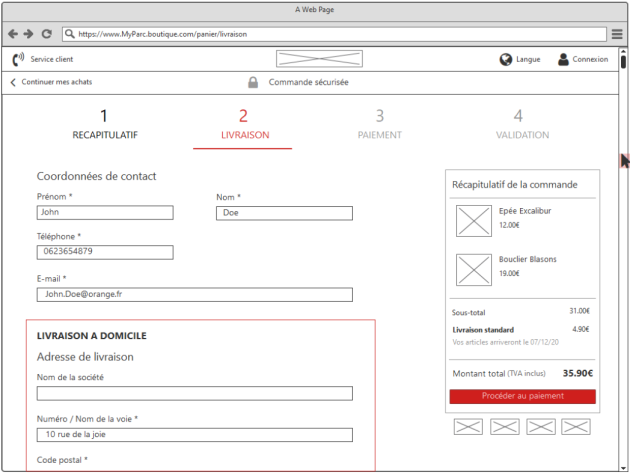 A Web Page
https://www.MyParc.boutique.com/panier/livraison
Service client
Langue
Connexion
Continuer mes achats
Commande sécurisée
1
RECAPITULATIF
2
LIVRAISON
3
PAIEMENT
4
VALIDATION
Coordonnées de contact
Prénom *
John
Nom *
Doe
Téléphone *
0623654879
E-mail *
John.Doe@orange.fr
LIVRAISON A DOMICILE
Adresse de livraison
Nom de la société
Numéro / Nom de la voie *
10 rue de la joie
Code postal *
Récapitulatif de la commande
Epée Excalibur
12.00€
Bouclier Blasons
19.00€
Sous-total 31.00€
Livraison standard 4.90€
Vos articles arriveront le 07/12/20
Montant total (TVA inclus) 35.90€
Procéder au paiement